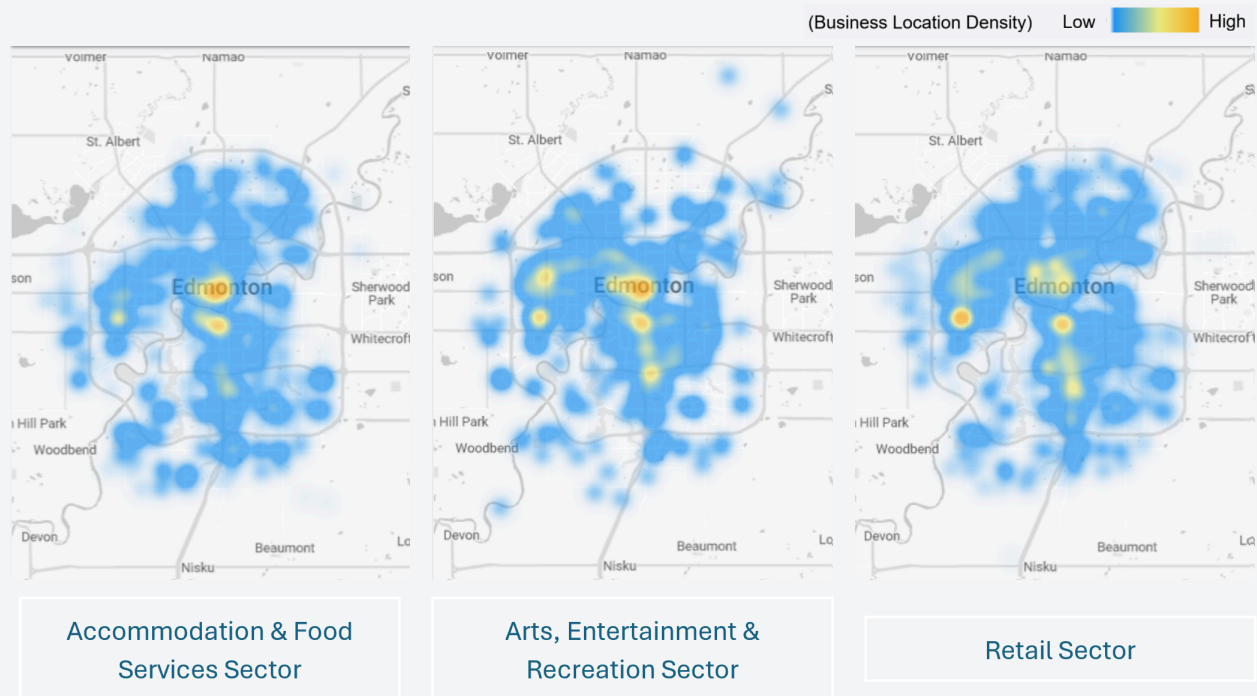 (Business Location Density) Low High
Volmer Namao
St. Albert
son
Edmonton
Sherwood
Park
Whitecroft
Hill Park
Woodbend
Devon
Beaumont
Nisku
Volmer Namao
St. Albert
son
Edmonton
Sherwood
Park
Whitecroft
Hill Park
Woodbend
Devon
Beaumont
Nisku
Volmer Namao
St. Albert
son
Edmonton
Sherwood
Park
Whitecroft
Hill Park
Woodbend
Devon
Beaumont
Nisku
Accommodation & Food
Services Sector
Arts, Entertainment &
Recreation Sector
Retail Sector